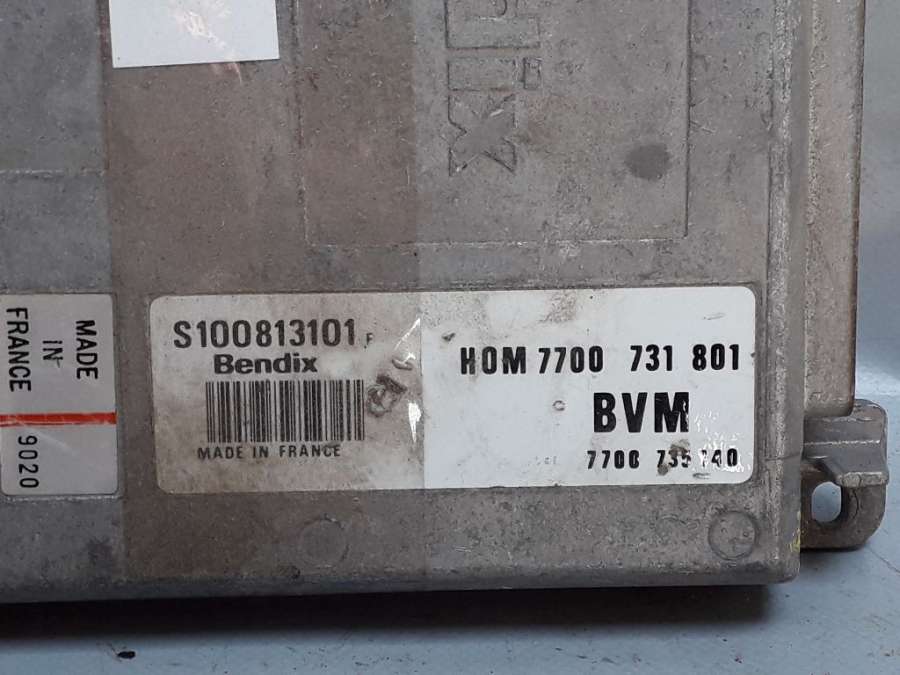 S100813101
Bendix
MADE IN FRANCE
HOM 7700 731 801
BVM
MADE
IN
FRANCE
9020